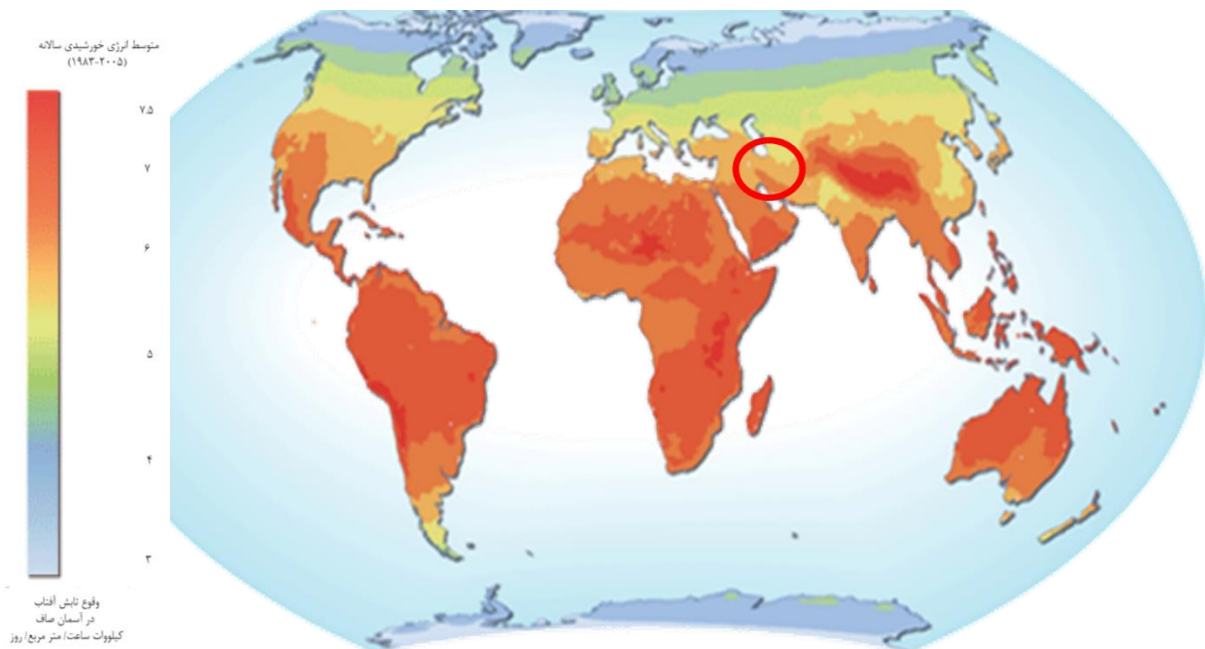 متوسط انرژی خورشیدی سالانه
(۱۹۸۳-۲۰۰۵)
۷.۵
۷
۶
۵
۴
۳
وقوع تابش آفتاب
در آسمان صاف
کیلووات ساعت/ متر مربع/ روز